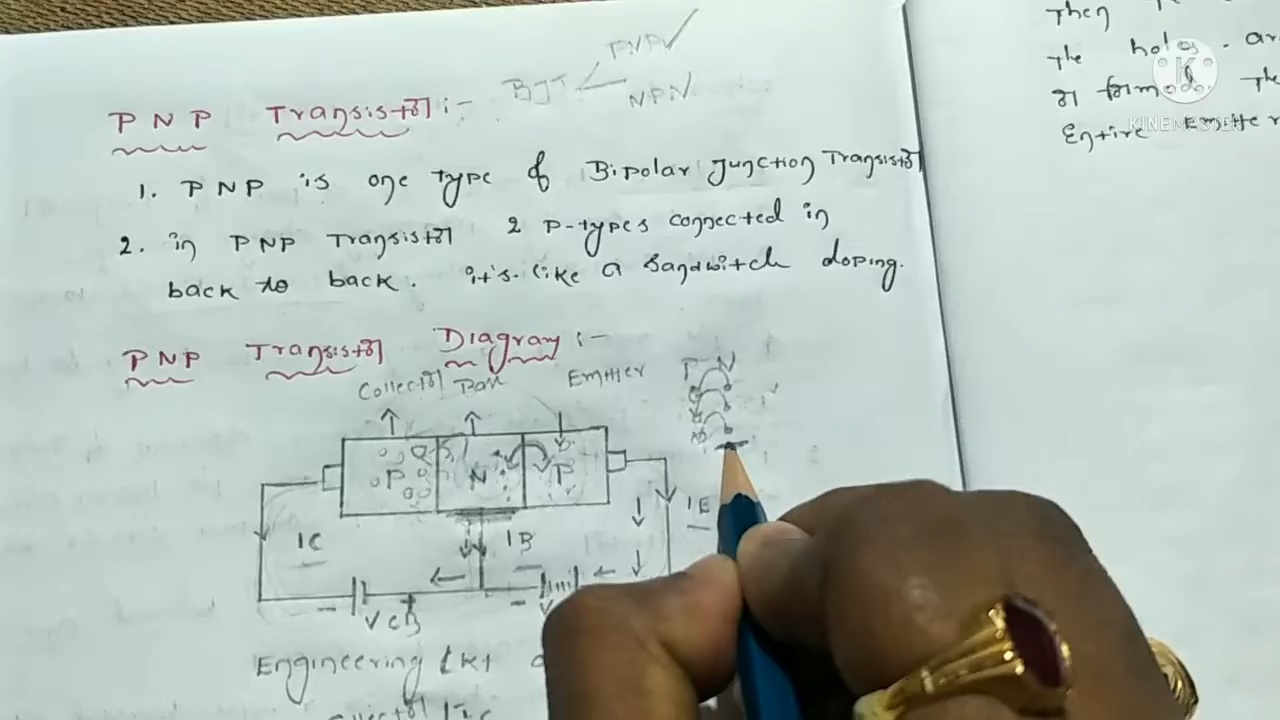 BJT PNP
NPN
PNP Transistor :-
1. PNP is one type of Bipolar Junction Transistor
2. in PNP Transistor 2 P-types connected in
back to back. it's like a sandwitch doping.
PNP Transistor Diagram :-
Collector Base Emitter
P N
P N P
IC IB IE
VCB
Engineering
Then
The holes are
The
Entire Emitter
K
KINEMASTER